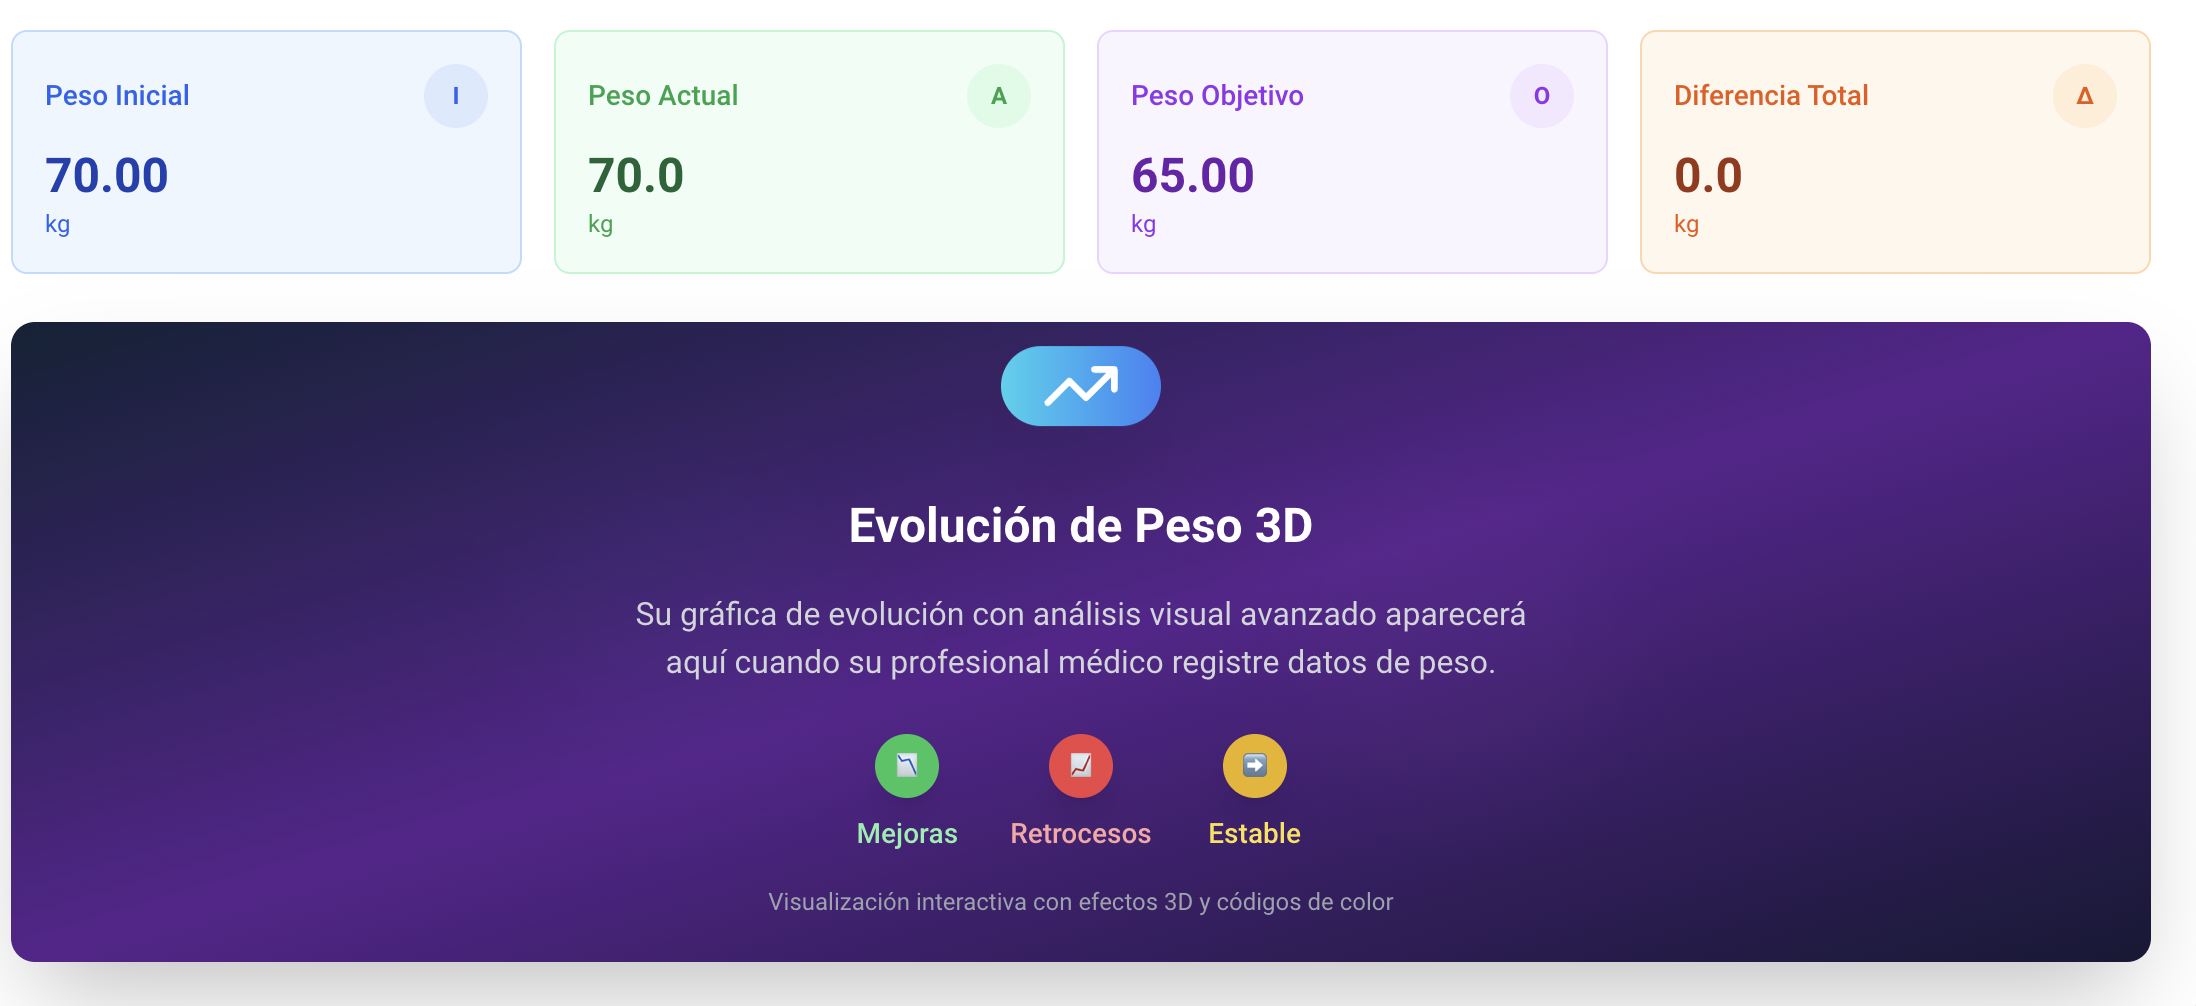 Peso Inicial
I
70.00
kg
Peso Actual
A
70.0
kg
Peso Objetivo
O
65.00
kg
Diferencia Total
Δ
0.0
kg
Evolución de Peso 3D
Su gráfica de evolución con análisis visual avanzado aparecerá
aquí cuando su profesional médico registre datos de peso.
Mejoras
Retrocesos
Estable
Visualización interactiva con efectos 3D y códigos de color